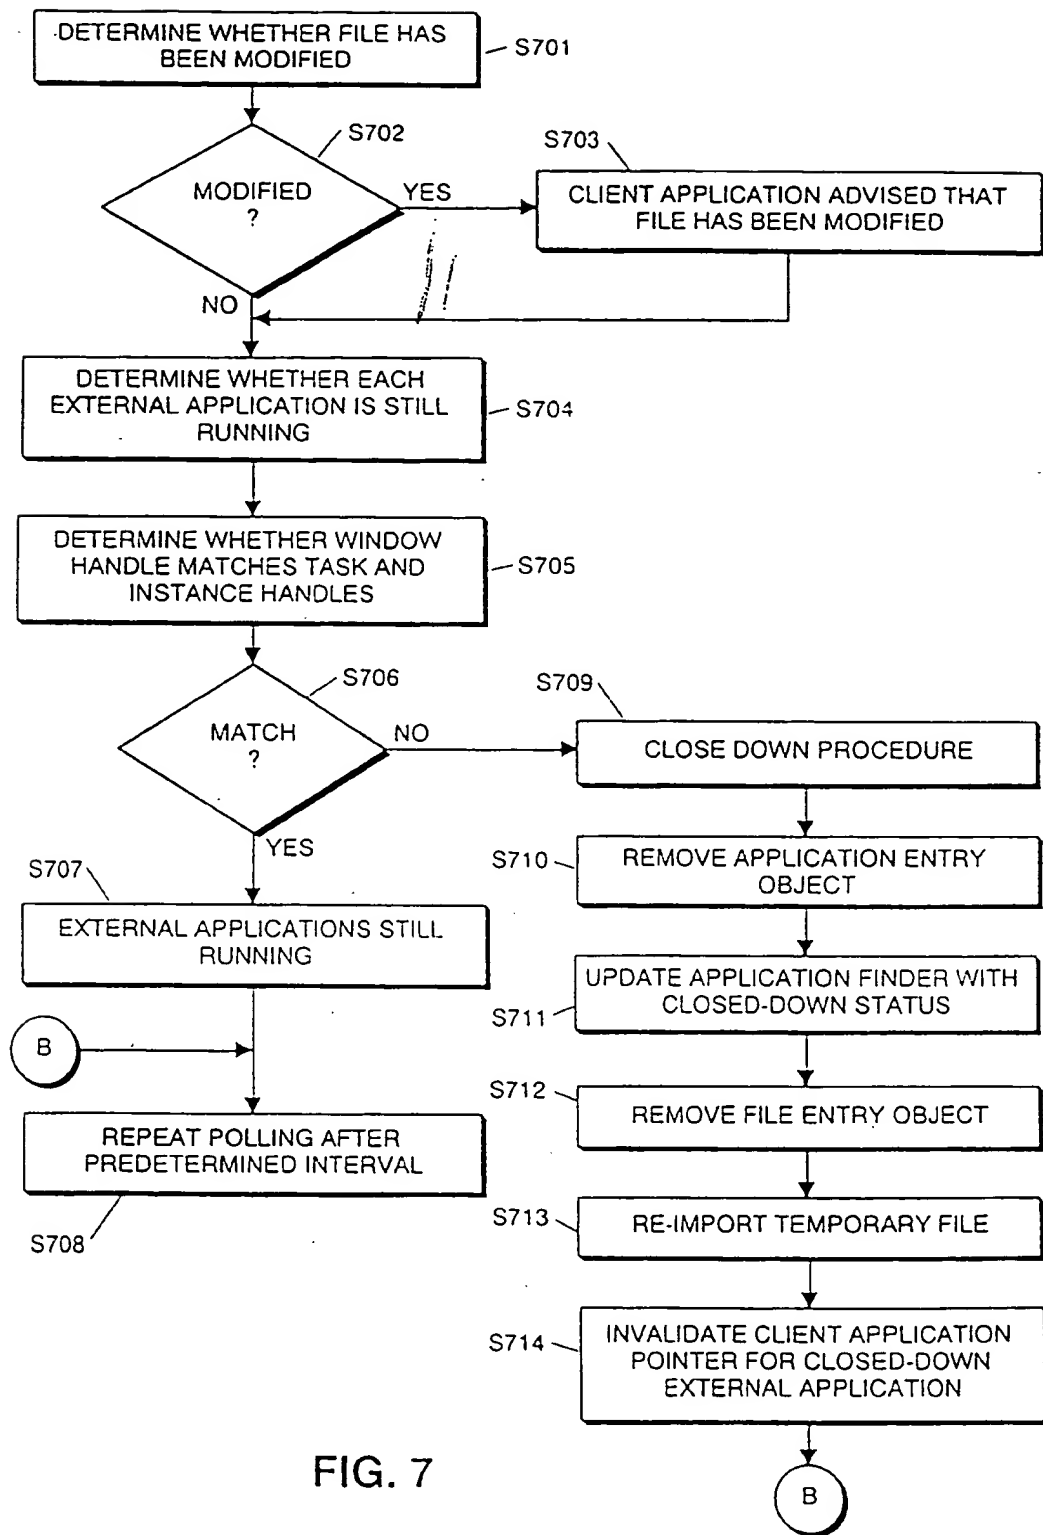 DETERMINE WHETHER FILE HAS
BEEN MODIFIED
S701
S702
MODIFIED
?
YES
NO
S703
CLIENT APPLICATION ADVISED THAT
FILE HAS BEEN MODIFIED
DETERMINE WHETHER EACH
EXTERNAL APPLICATION IS STILL
RUNNING
S704
DETERMINE WHETHER WINDOW
HANDLE MATCHES TASK AND
INSTANCE HANDLES
S705
S706
MATCH
?
NO
YES
S707
EXTERNAL APPLICATIONS STILL
RUNNING
B
REPEAT POLLING AFTER
PREDETERMINED INTERVAL
S708
S709
CLOSE DOWN PROCEDURE
S710
REMOVE APPLICATION ENTRY
OBJECT
S711
UPDATE APPLICATION FINDER WITH
CLOSED-DOWN STATUS
S712
REMOVE FILE ENTRY OBJECT
S713
RE-IMPORT TEMPORARY FILE
S714
INVALIDATE CLIENT APPLICATION
POINTER FOR CLOSED-DOWN
EXTERNAL APPLICATION
B
FIG. 7